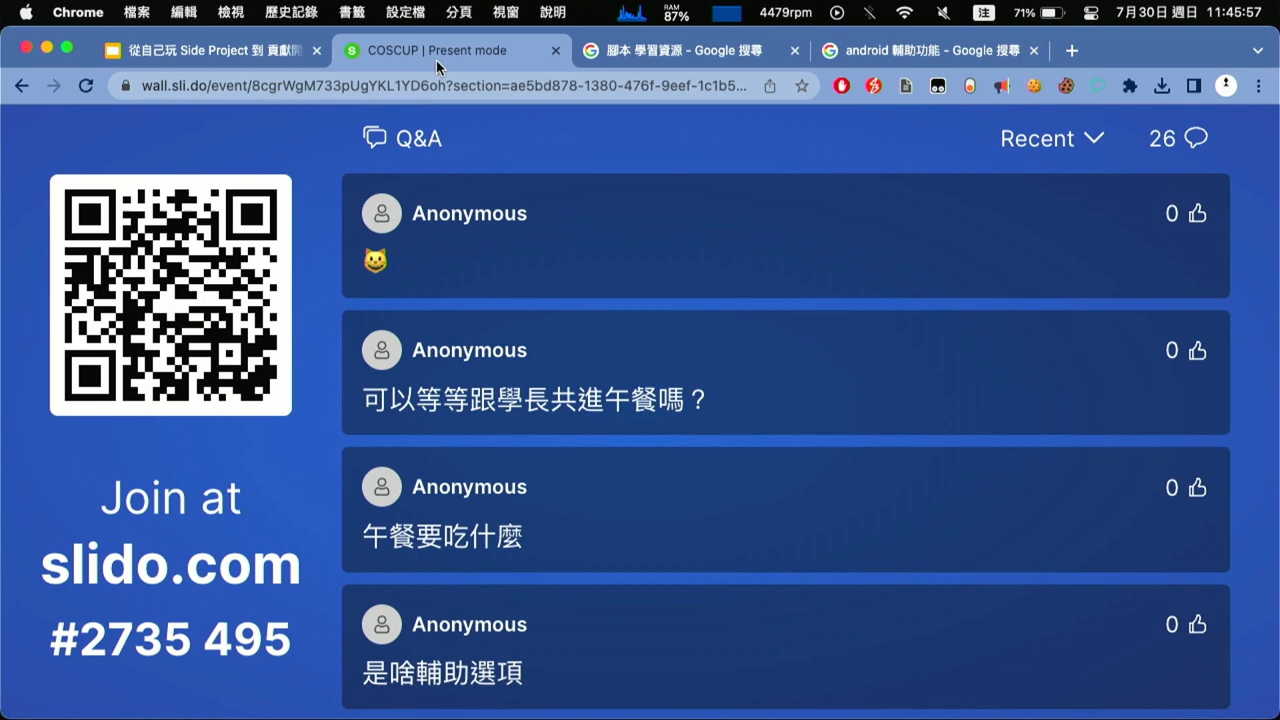 Chrome 檔案 編輯 檢視 歷史記錄 書籤 設定檔 分頁 視窗 說明 RAM 87% 4479rpm 注 71% 7月30日 週日 11:45:57
從自己玩 Side Project 到 貢獻開
COSCUP | Present mode
腳本 學習資源 - Google 搜尋
android 輔助功能 - Google 搜尋
wall.sli.do/event/8cgrWgM733pUgYKL1YD6oh?section=ae5bd878-1380-476f-9eef-1c1b5...
Q&A
Recent
26
Anonymous
0
Anonymous
0
可以等等跟學長共進午餐嗎？
Anonymous
0
午餐要吃什麼
Anonymous
0
是啥輔助選項
Join at
slido.com
#2735 495